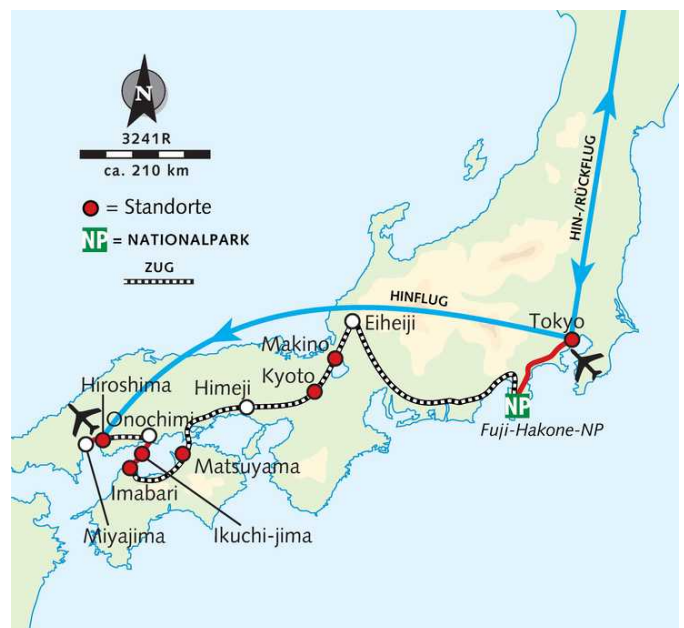 N
3241R
ca. 210 km
= Standorte
NP = NATIONALPARK
ZUG
HIN-/RÜCKFLUG
HINFLUG
Eiheiji
Tokyo
Makino
Hiroshima
Himeji
Kyoto
Onochimi
NP
Fuji-Hakone-NP
Matsuyama
Imabari
Miyajima
Ikuchi-jima